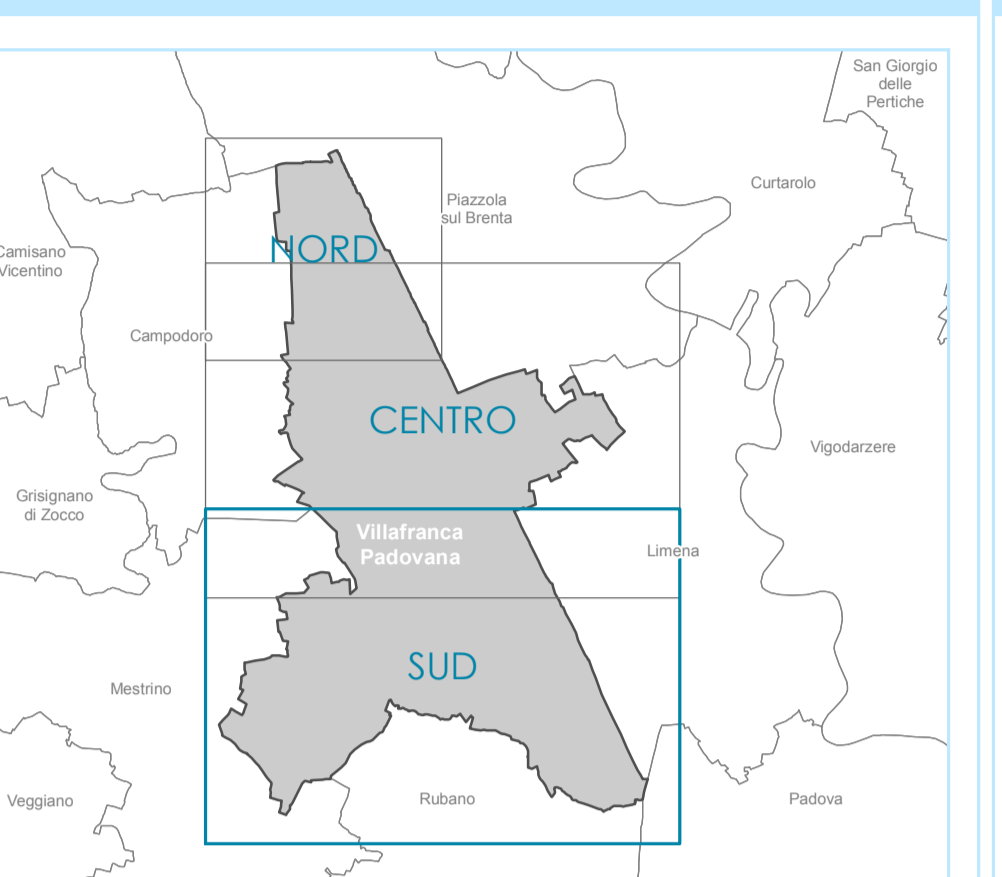 San Giorgio
delle
Pertiche
Curtarolo
Piazzola
sul Brenta
NORD
Camisano
Vicentino
Campodoro
CENTRO
Vigodarzere
Grisignano
di Zocco
Villafranca
Padovana
Limena
SUD
Mestrino
Veggiano
Rubano
Padova